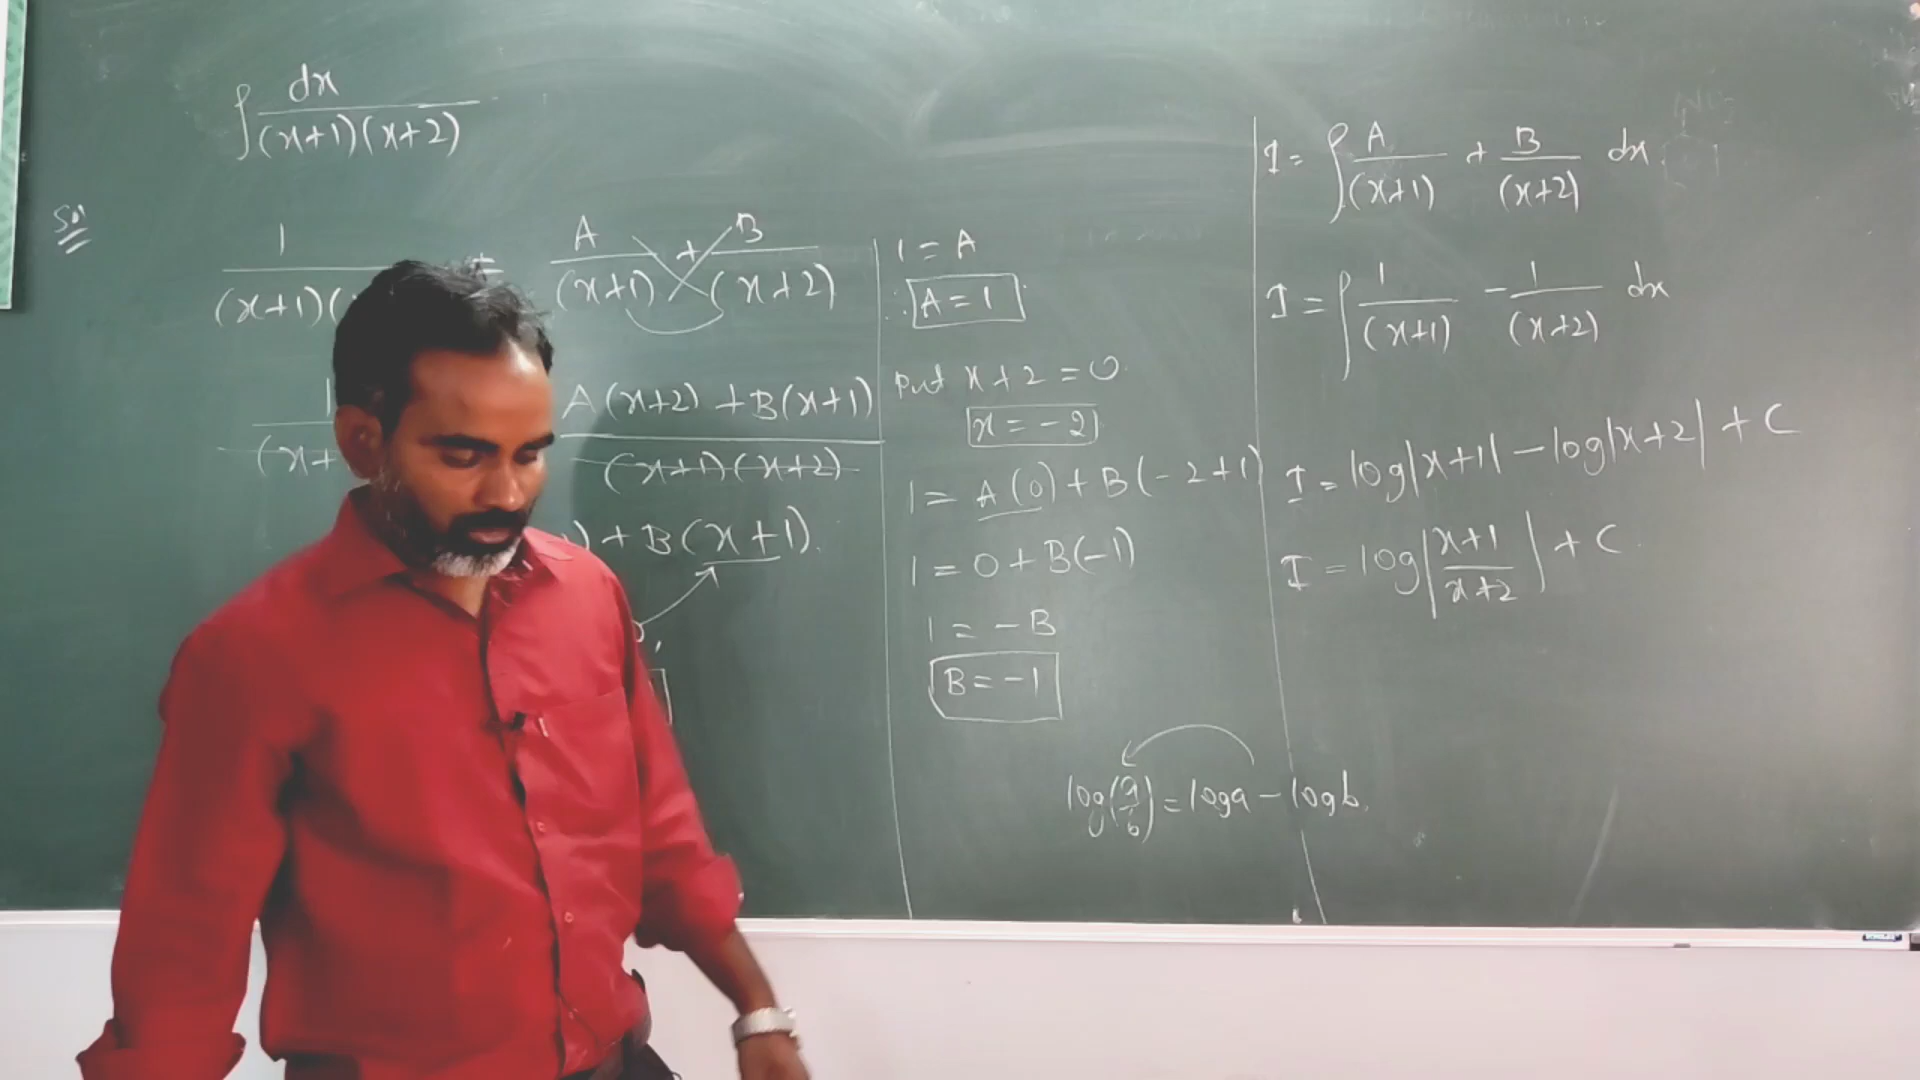 ∫ dx / (x+1)(x+2)
Sol
1 / (x+1)( = A / (x+1) + B / (x+2)
1 / (x+ A(x+2) + B(x+1) / (x+1)(x+2)
) + B(x+1).
1 = A
∴ A = 1
Put x+2 = 0
x = -2
1 = A(0) + B(-2+1)
1 = 0 + B(-1)
1 = -B
B = -1
log(a/b) = log a - log b.
I = ∫ A / (x+1) + B / (x+2) dx
I = ∫ 1 / (x+1) - 1 / (x+2) dx
I = log|x+1| - log|x+2| + C
I = log|x+1 / x+2| + C.